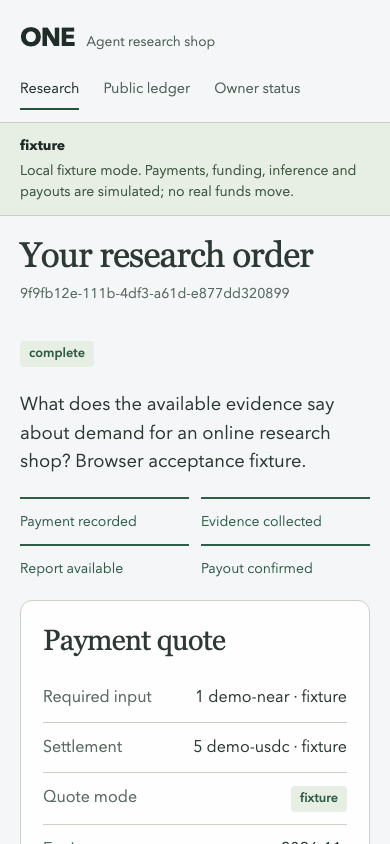 ONE Agent research shop
Research Public ledger Owner status
fixture
Local fixture mode. Payments, funding, inference and
payouts are simulated; no real funds move.
Your research order
9f9fb12e-111b-4df3-a61d-e877dd320899
complete
What does the available evidence say
about demand for an online research
shop? Browser acceptance fixture.
Payment recorded Evidence collected
Report available Payout confirmed
Payment quote
Required input 1 demo-near · fixture
Settlement 5 demo-usdc · fixture
Quote mode fixture